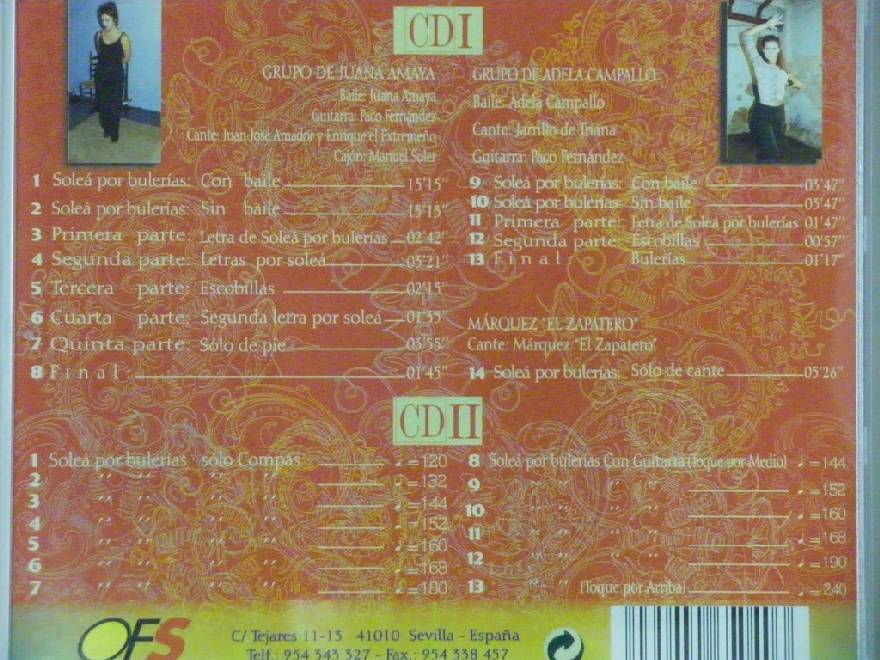 CD I
GRUPO DE JUANA AMAYA
Baile: Juana Amaya
Guitarra: Paco Fernández
Cante: Juan José Amador y Enrique el Extremeño
Cajón: Manuel Soler
1 Soleá por bulerías: Con baile 15'15"
2 Soleá por bulerías: Sin baile 15'15"
3 Primera parte: Letra de Soleá por bulerías 02'42"
4 Segunda parte: Letras por soleá 05'21"
5 Tercera parte: Escobillas 02'15"
6 Cuarta parte: Segunda letra por soleá 01'55"
7 Quinta parte: Sólo de pie 03'55"
8 Final: 01'45"
GRUPO DE ADELA CAMPALLO
Baile: Adela Campallo
Cante: Jarrillo de Triana
Guitarra: Paco Fernández
9 Soleá por bulerías: Con baile 03'47"
10 Soleá por bulerías: Sin baile 03'47"
11 Primera parte: Letra de Soleá por bulerías 01'47"
12 Segunda parte: Escobillas 00'57"
13 Final: Bulerías 01'17"
MÁRQUEZ "EL ZAPATERO"
Cante: Márquez "El Zapatero"
14 Soleá por bulerías: Sólo de cante 05'26"
CD II
1 Soleá por bulerías sólo Compás ♩=120
2 " " " " ♩=132
3 " " " " ♩=144
4 " " " " ♩=152
5 " " " " ♩=160
6 " " " " ♩=168
7 " " " " ♩=180
8 Soleá por bulerías Con Guitarra (Toque por Medio) ♩=144
9 " " " ♩=152
10 " " " ♩=160
11 " " " ♩=168
12 " " " ♩=190
13 " " (Toque por Arriba) ♩=240
OFS
C/ Tejares 11-13 41010 Sevilla - España
Telf.: 954 343 327 - Fax.: 954 338 457